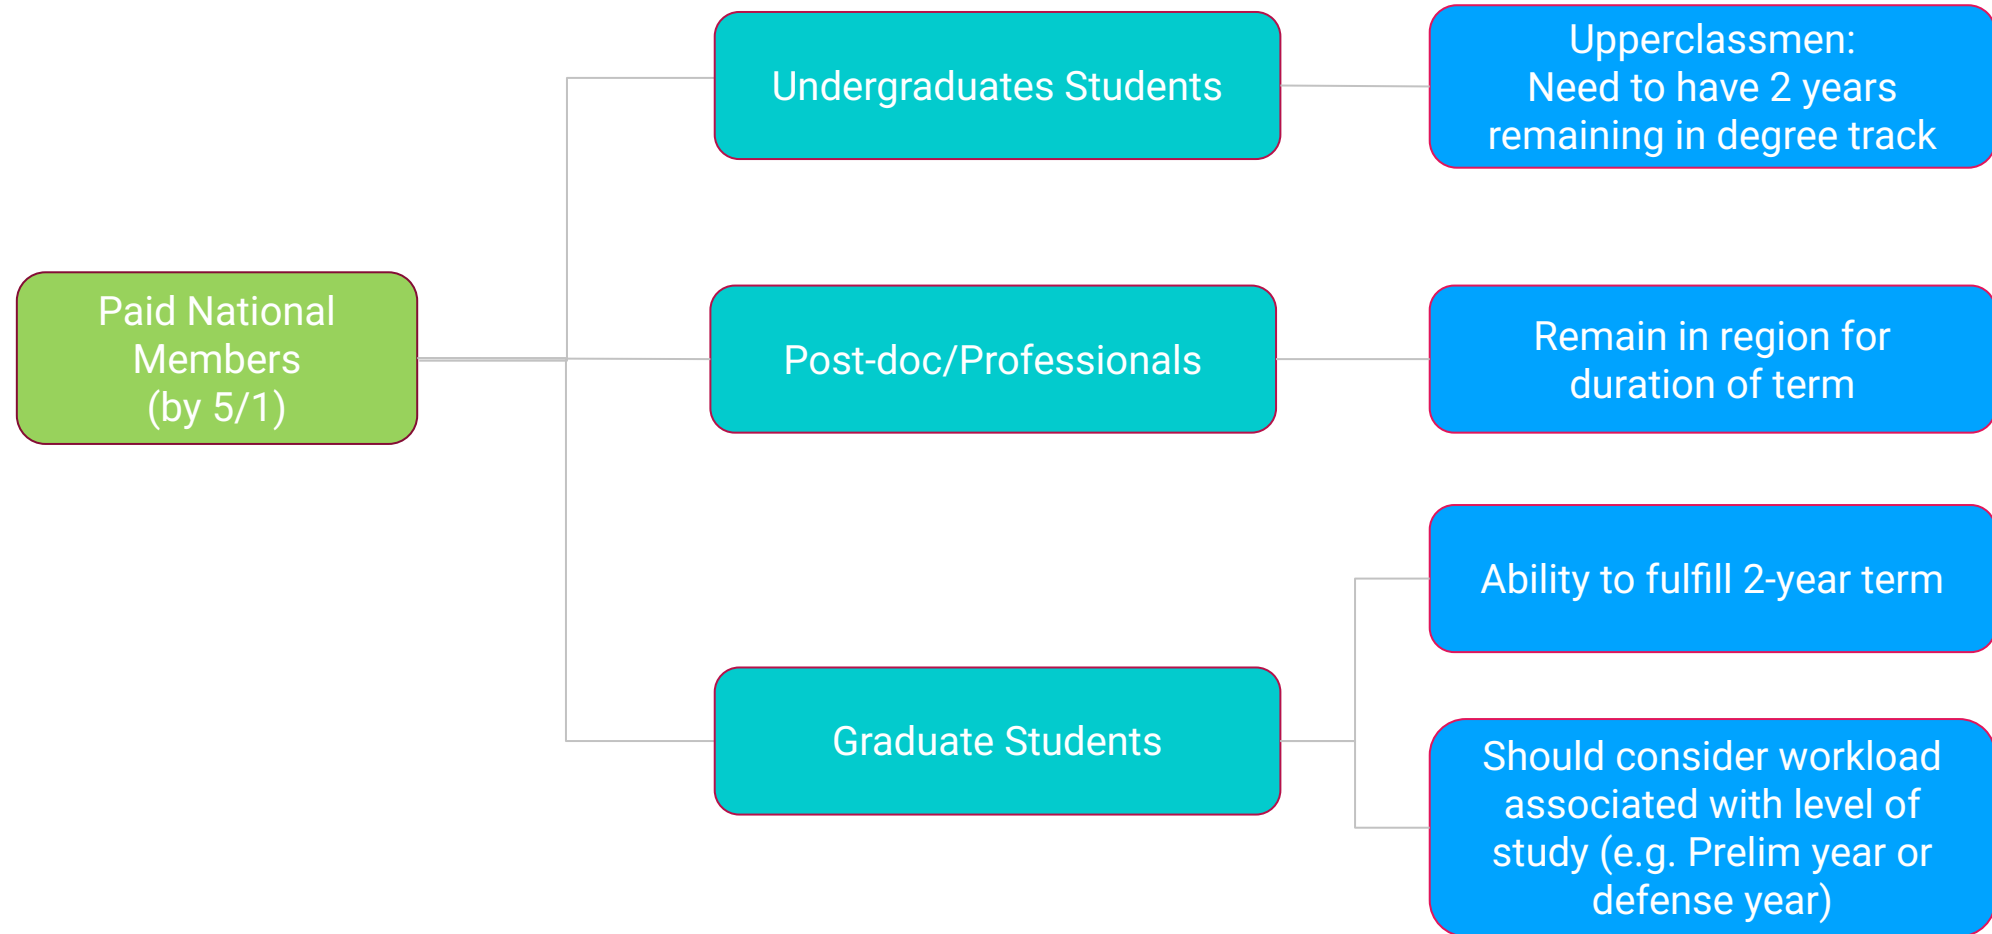 Paid National
Members
(by 5/1)
Undergraduates Students
Upperclassmen:
Need to have 2 years
remaining in degree track
Post-doc/Professionals
Remain in region for
duration of term
Graduate Students
Ability to fulfill 2-year term
Should consider workload
associated with level of
study (e.g. Prelim year or
defense year)